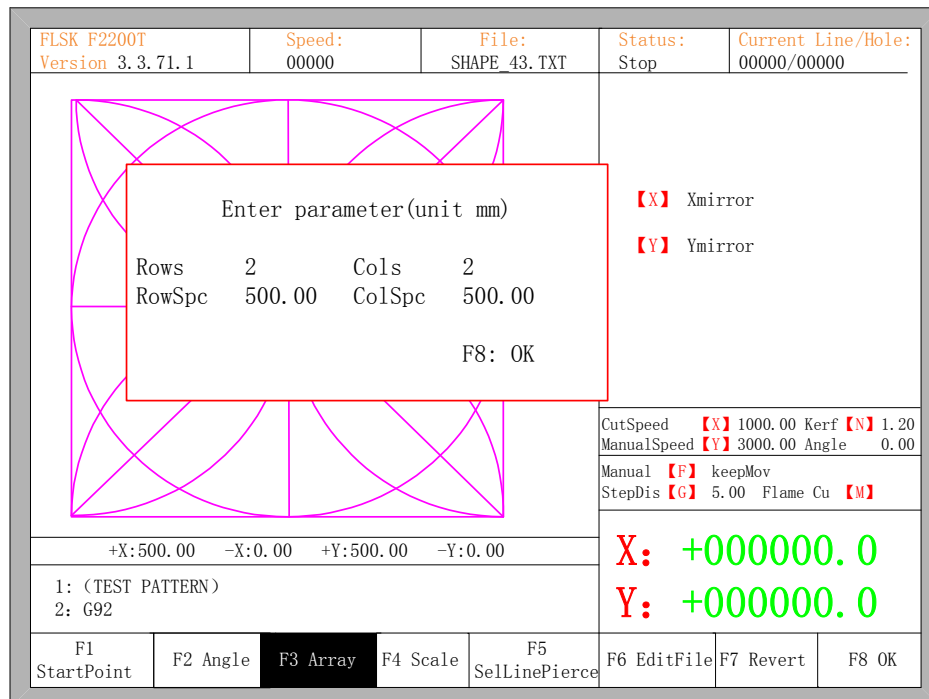 FLSK F2200T
Version 3.3.71.1
Speed:
00000
File:
SHAPE_43.TXT
Status:
Stop
Current Line/Hole:
00000/00000
Enter parameter(unit mm)
Rows 2 Cols 2
RowSpc 500.00 ColSpc 500.00
F8: OK
【X】 Xmirror
【Y】 Ymirror
CutSpeed 【X】 1000.00 Kerf【N】 1.20
ManualSpeed【Y】 3000.00 Angle 0.00
Manual 【F】 keepMov
StepDis【G】 5.00 Flame Cu 【M】
X: +000000.0
Y: +000000.0
+X:500.00 -X:0.00 +Y:500.00 -Y:0.00
1: (TEST PATTERN)
2: G92
F1
StartPoint
F2 Angle
F3 Array
F4 Scale
F5
SelLinePierce
F6 EditFile
F7 Revert
F8 OK